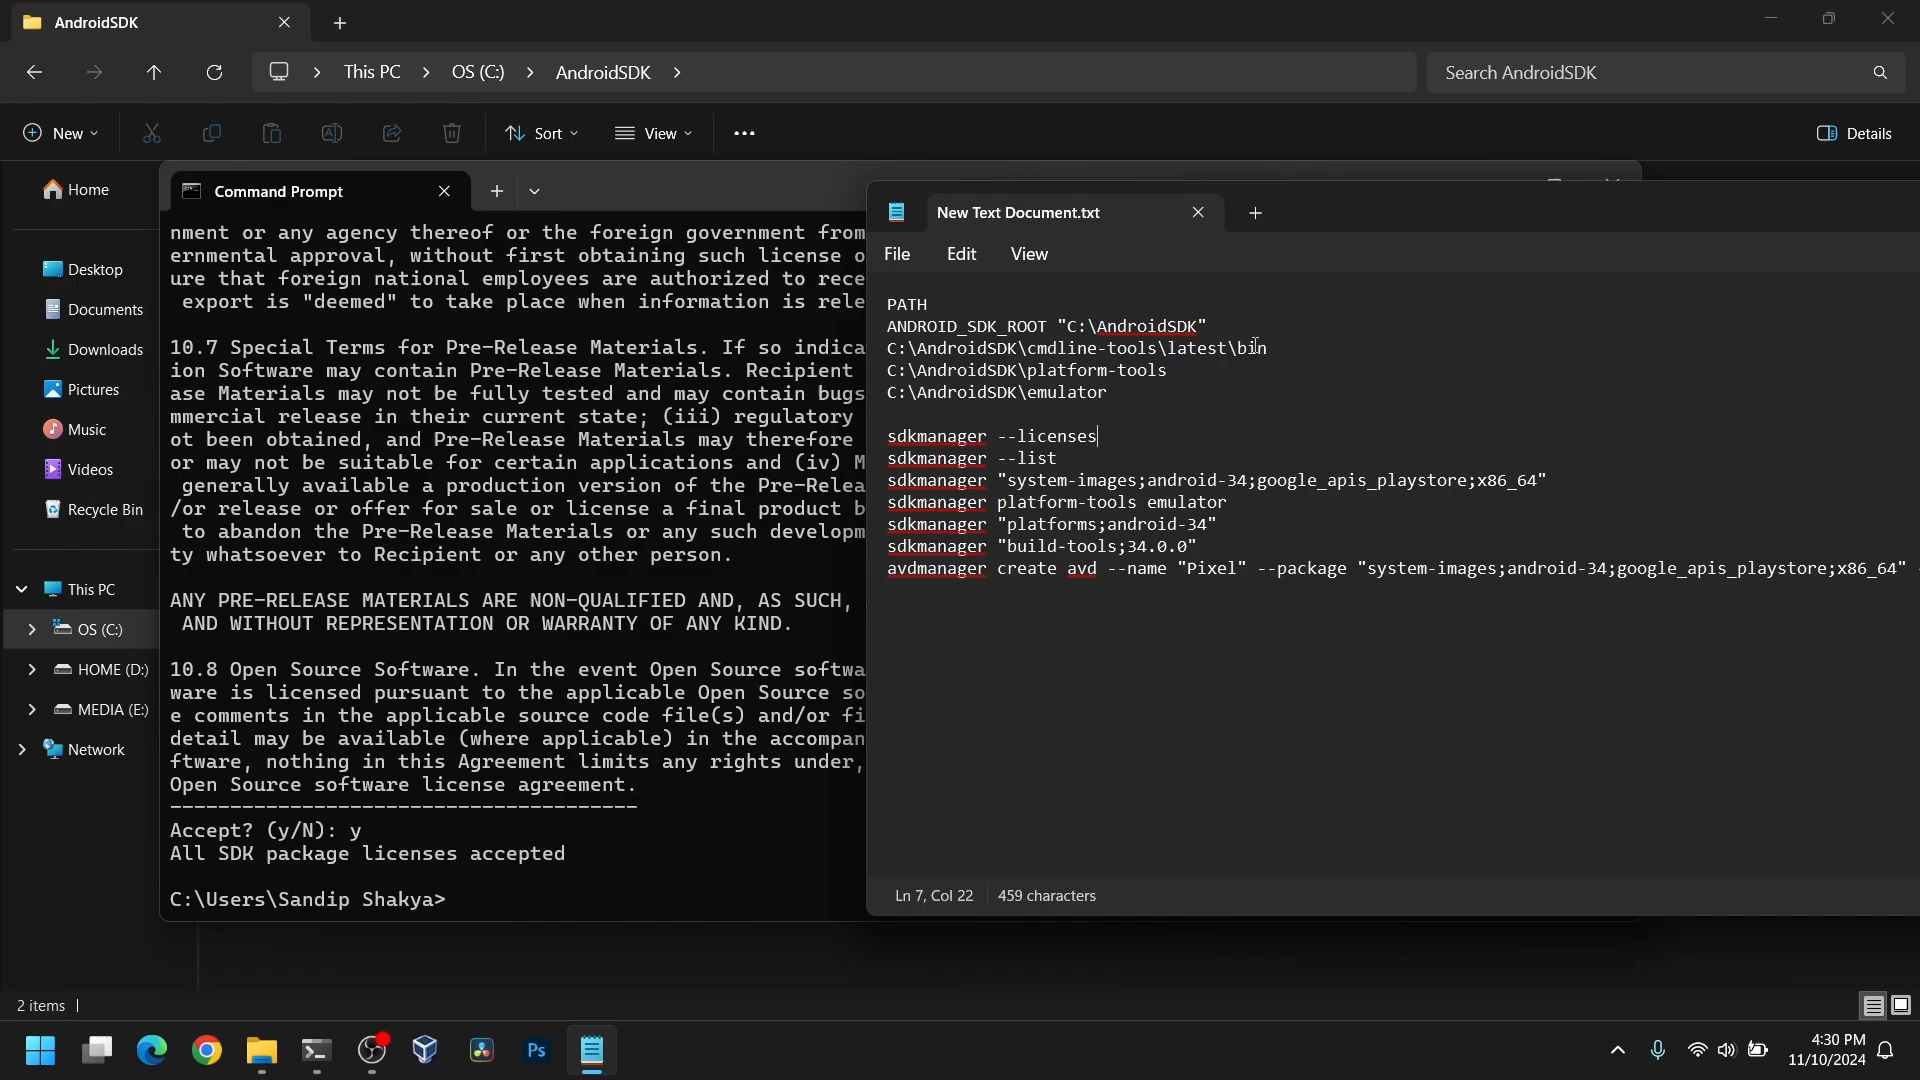 AndroidSDK
This PC
OS (C:)
AndroidSDK
Search AndroidSDK
New
Sort
View
Details
Home
Desktop
Documents
Downloads
Pictures
Music
Videos
Recycle Bin
This PC
OS (C:)
HOME (D:)
MEDIA (E:)
Network
Command Prompt
nment or any agency thereof or the foreign government from
ernmental approval, without first obtaining such license o
ure that foreign national employees are authorized to rece
export is "deemed" to take place when information is rele
10.7 Special Terms for Pre-Release Materials. If so indica
ion Software may contain Pre-Release Materials. Recipient
ase Materials may not be fully tested and may contain bugs
mmercial release in their current state; (iii) regulatory
ot been obtained, and Pre-Release Materials may therefore
or may not be suitable for certain applications and (iv) M
generally available a production version of the Pre-Relea
/or release or offer for sale or license a final product b
to abandon the Pre-Release Materials or any such developm
ty whatsoever to Recipient or any other person.
ANY PRE-RELEASE MATERIALS ARE NON-QUALIFIED AND, AS SUCH,
AND WITHOUT REPRESENTATION OR WARRANTY OF ANY KIND.
10.8 Open Source Software. In the event Open Source softwa
ware is licensed pursuant to the applicable Open Source so
e comments in the applicable source code file(s) and/or fi
detail may be available (where applicable) in the accompan
ftware, nothing in this Agreement limits any rights under,
Open Source software license agreement.
---------------------------------------
Accept? (y/N): y
All SDK package licenses accepted
C:\Users\Sandip Shakya>
New Text Document.txt
File Edit View
PATH
ANDROID_SDK_ROOT "C:\AndroidSDK"
C:\AndroidSDK\cmdline-tools\latest\bin
C:\AndroidSDK\platform-tools
C:\AndroidSDK\emulator
sdkmanager --licenses
sdkmanager --list
sdkmanager "system-images;android-34;google_apis_playstore;x86_64"
sdkmanager platform-tools emulator
sdkmanager "platforms;android-34"
sdkmanager "build-tools;34.0.0"
avdmanager create avd --name "Pixel" --package "system-images;android-34;google_apis_playstore;x86_64" -
Ln 7, Col 22
459 characters
2 items
Ps
4:30 PM
11/10/2024